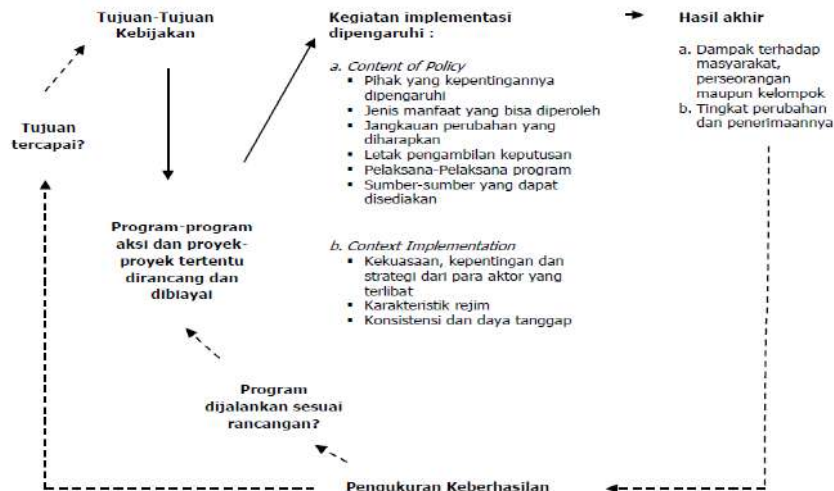 Tujuan-Tujuan
Kebijakan
Kegiatan implementasi
dipengaruhi :
a. Content of Policy
▪ Pihak yang kepentingannya
dipengaruhi
▪ Jenis manfaat yang bisa diperoleh
▪ Jangkauan perubahan yang
diharapkan
▪ Letak pengambilan keputusan
▪ Pelaksana-Pelaksana program
▪ Sumber-sumber yang dapat
disediakan
b. Context Implementation
▪ Kekuasaan, kepentingan dan
strategi dari para aktor yang
terlibat
▪ Karakteristik rejim
▪ Konsistensi dan daya tanggap
Hasil akhir
a. Dampak terhadap
masyarakat,
perseorangan
maupun kelompok
b. Tingkat perubahan
dan penerimaannya
Tujuan
tercapai?
Program-program
aksi dan proyek-
proyek tertentu
dirancang dan
dibiayai
Program
dijalankan sesuai
rancangan?
Pengukuran Keberhasilan